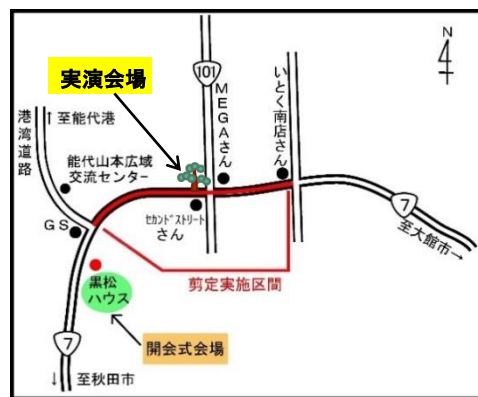 実演会場
101
MEGAさん
いとく南店さん
N
4
港湾道路
↑至能代港
能代山本広域
交流センター
GS
セカンドストリート
さん
7
至大館市→
剪定実施区間
黒松
ハウス
開会式会場
7
↓至秋田市